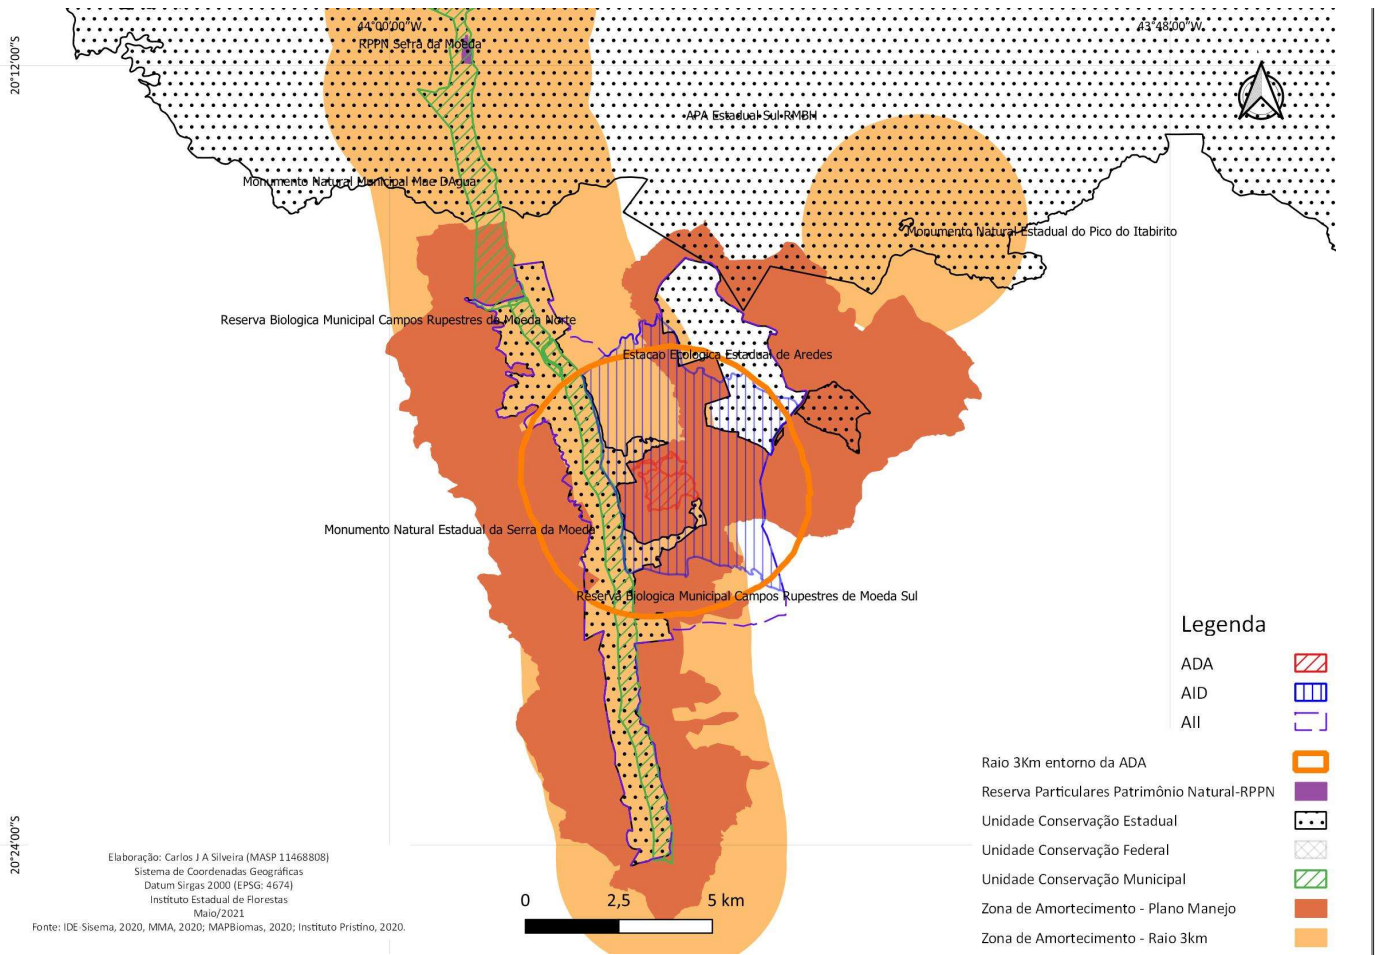 44°00'00"W
43°48'00"W
RPPN Serra da Moeda
20°12'00"S
APA Estadual Sul RMBH
Monumento Natural Municipal Mae DAgua
Monumento Natural Estadual do Pico do Itabirito
Reserva Biologica Municipal Campos Rupestres da Moeda Norte
Estacao Ecologica Estadual de Aredes
Monumento Natural Estadual da Serra da Moeda
Reserva Biologica Municipal Campos Rupestres de Moeda Sul
Legenda
ADA
AID
AII
Raio 3Km entorno da ADA
Reserva Particulares Patrimônio Natural-RPPN
Unidade Conservação Estadual
Unidade Conservação Federal
Unidade Conservação Municipal
Zona de Amortecimento - Plano Manejo
Zona de Amortecimento - Raio 3km
20°24'00"S
Elaboração: Carlos J A Silveira (MASP 11468808)
Sistema de Coordenadas Geográficas
Datum Sirgas 2000 (EPSG: 4674)
Instituto Estadual de Florestas
Maio/2021
Fonte: IDE-Sisema, 2020, MMA, 2020; MAPBiomas, 2020; Instituto Prístino, 2020.
0 2,5 5 km